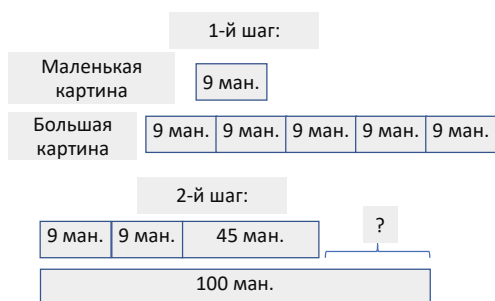 1-й шаг:
Маленькая
картина
9 ман.
Большая
картина
9 ман. 9 ман. 9 ман. 9 ман. 9 ман.
2-й шаг:
9 ман. 9 ман. 45 ман.
?
100 ман.